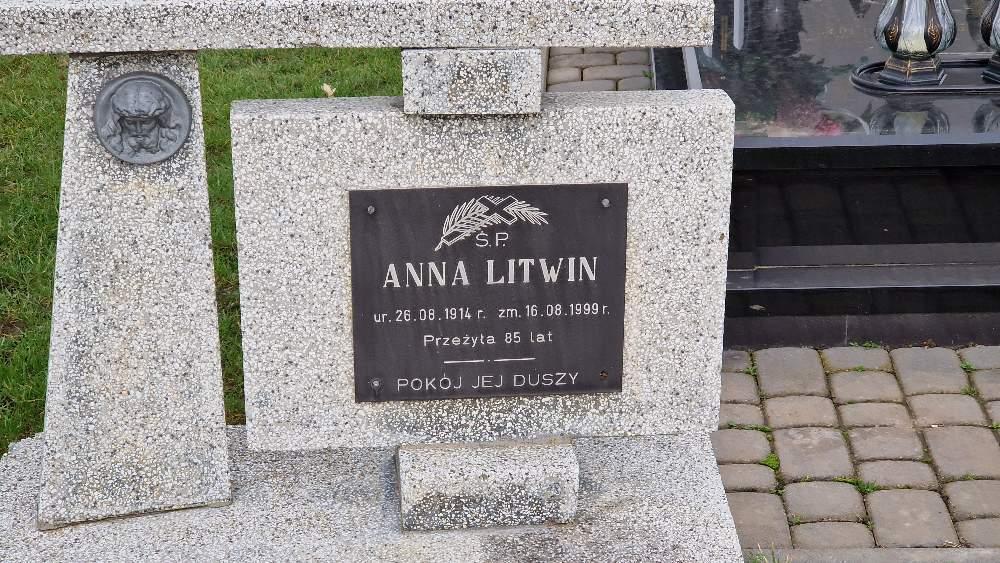 Ś.P.
ANNA LITWIN
ur. 26.08.1914 r. zm. 16.08.1999 r.
Przeżyła 85 lat
POKÓJ JEJ DUSZY